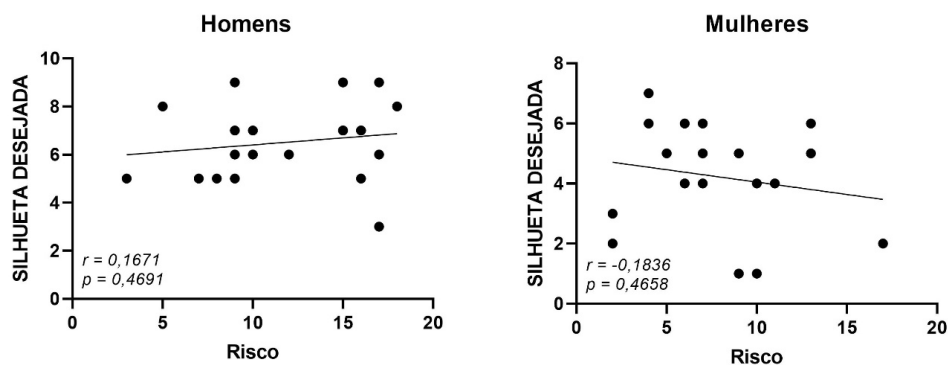 Homens
SILHUETA DESEJADA
10
8
6
4
2
0
r = 0,1671
p = 0,4691
0 5 10 15 20
Risco
Mulheres
SILHUETA DESEJADA
8
6
4
2
0
r = -0,1836
p = 0,4658
0 5 10 15 20
Risco